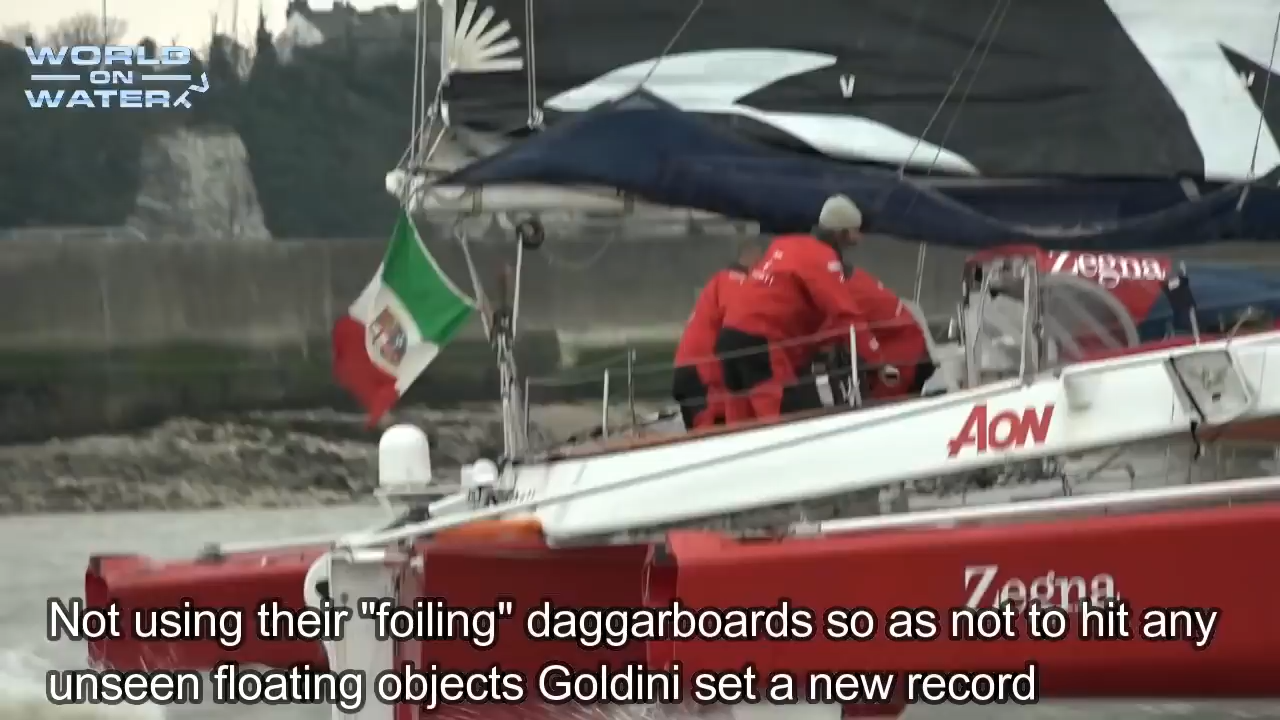 WORLD
ON
WATER
Zegna
AON
Zegna
Not using their "foiling" daggarboards so as not to hit any
unseen floating objects Goldini set a new record